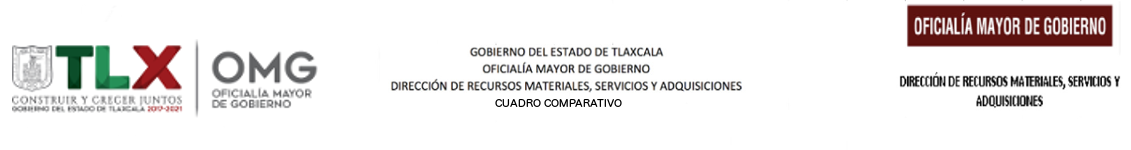 TLX
CONSTRUIR Y CRECER JUNTOS
GOBIERNO DEL ESTADO DE TLAXCALA 2017-2021
OMG
OFICIALÍA MAYOR
DE GOBIERNO
GOBIERNO DEL ESTADO DE TLAXCALA
OFICIALÍA MAYOR DE GOBIERNO
DIRECCIÓN DE RECURSOS MATERIALES, SERVICIOS Y ADQUISICIONES
CUADRO COMPARATIVO
OFICIALÍA MAYOR DE GOBIERNO
DIRECCIÓN DE RECURSOS MATERIALES, SERVICIOS Y
ADQUISICIONES